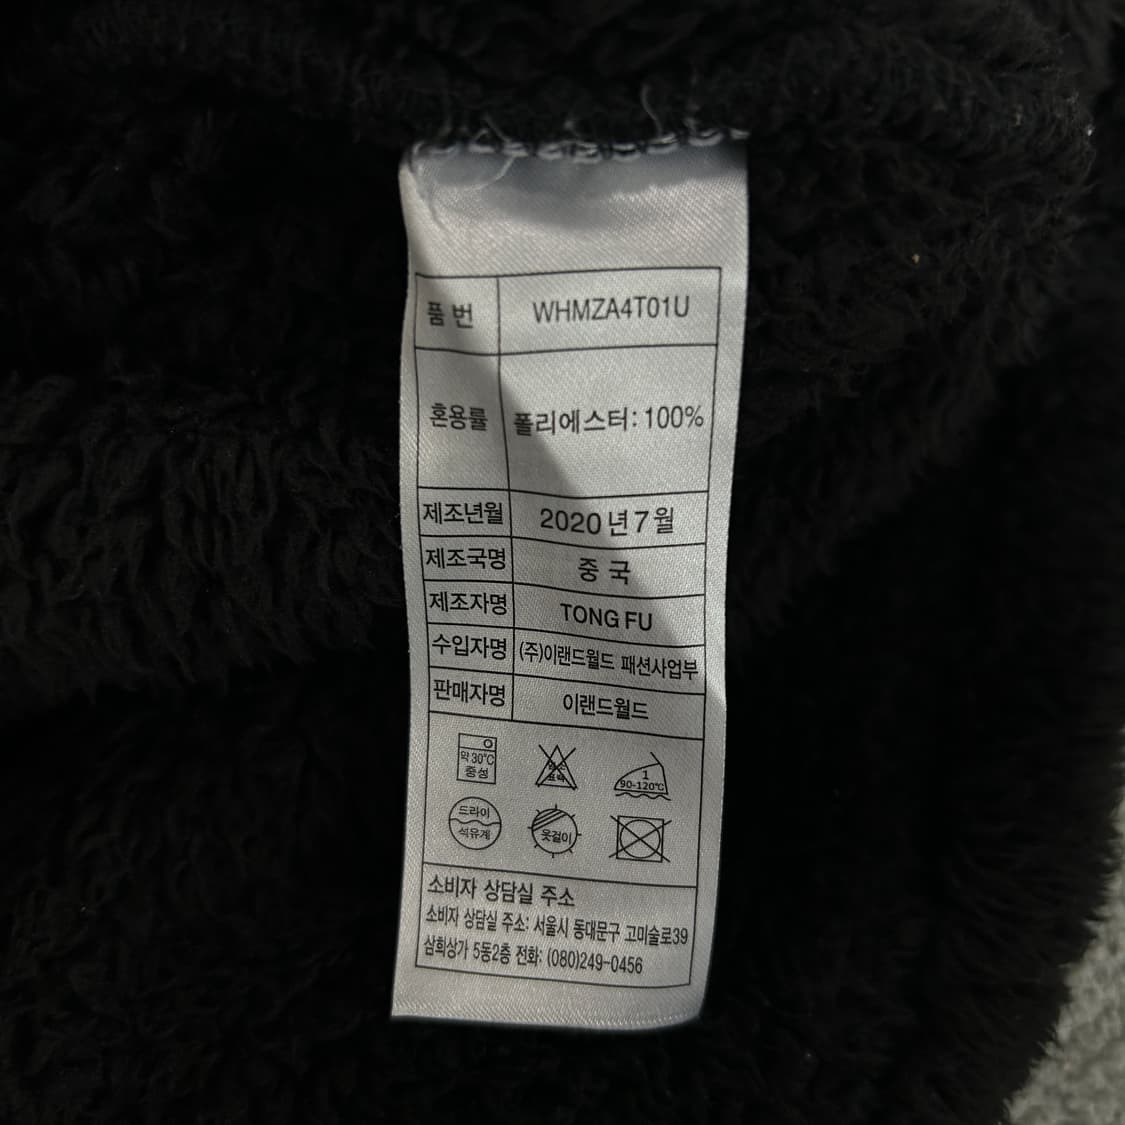 품 번 WHMZA4T01U
혼용률 폴리에스터: 100%
제조년월 2020년 7월
제조국명 중 국
제조자명 TONG FU
수입자명 (주)이랜드월드 패션사업부
판매자명 이랜드월드
약 30℃
중성
1
90-120℃
드라이
석유계
옷걸이
소비자 상담실 주소
소비자 상담실 주소: 서울시 동대문구 고미술로39
삼희상가 5동2층 전화: (080)249-0456